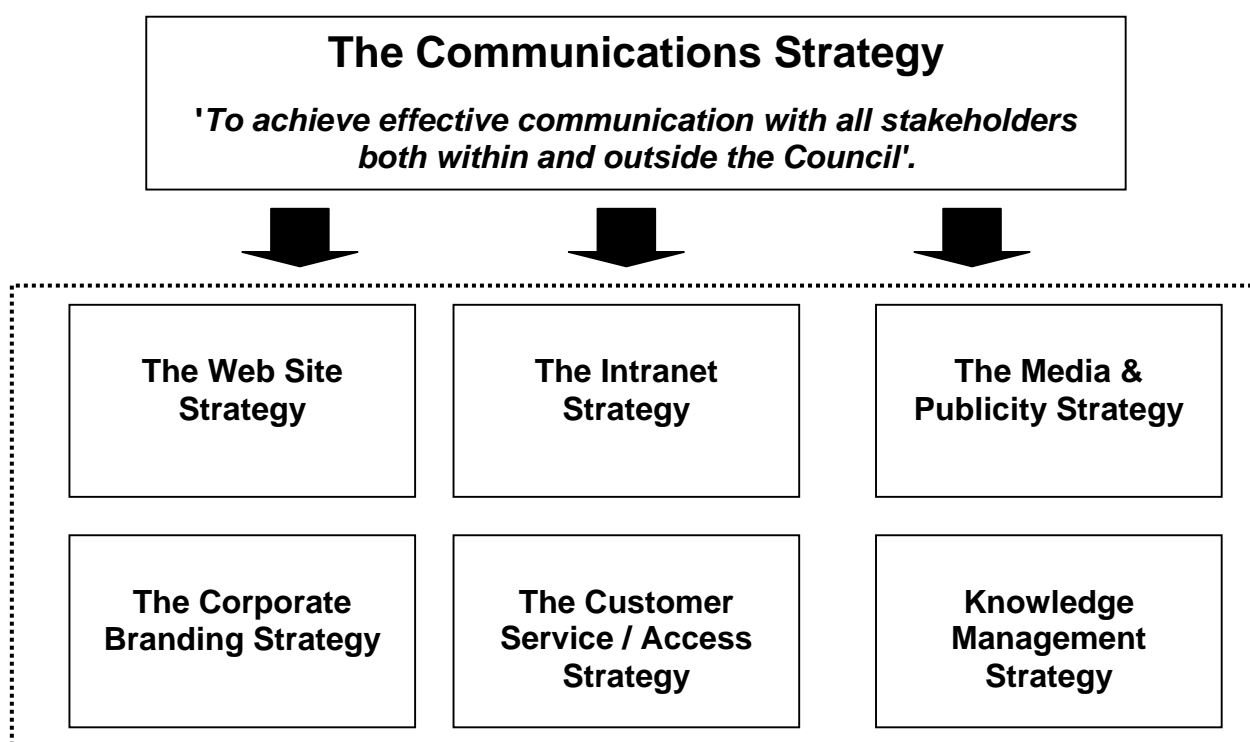 The Communications Strategy
'To achieve effective communication with all stakeholders
both within and outside the Council'.
The Web Site
Strategy
The Intranet
Strategy
The Media &
Publicity Strategy
The Corporate
Branding Strategy
The Customer
Service / Access
Strategy
Knowledge
Management
Strategy